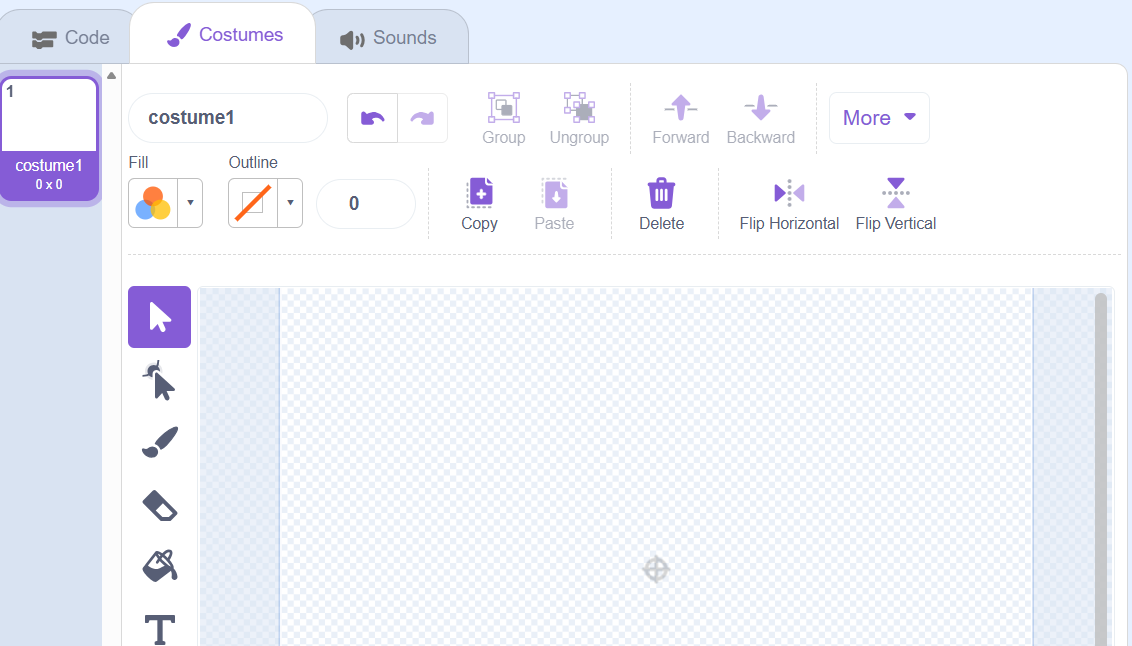 Code
Costumes
Sounds
1
costume1
0 x 0
costume1
Group
Ungroup
Forward
Backward
More
Fill
Outline
0
Copy
Paste
Delete
Flip Horizontal
Flip Vertical